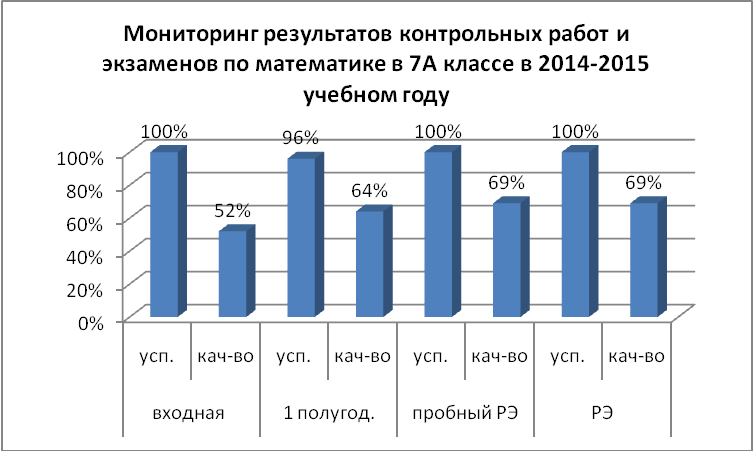 Мониторинг результатов контрольных работ и
экзаменов по математике в 7А классе в 2014-2015
учебном году
100% 96% 100% 100%
52% 64% 69% 69%
100%
80%
60%
40%
20%
0%
усп. кач-во усп. кач-во усп. кач-во усп. кач-во
входная 1 полугод. пробный РЭ РЭ